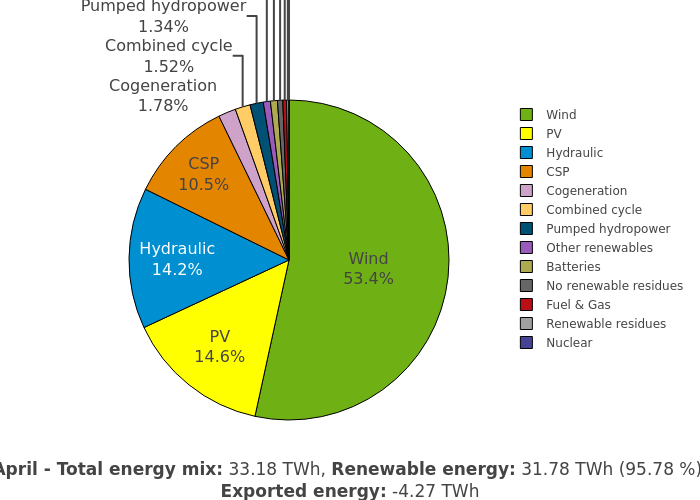 Pumped hydropower
1.34%
Combined cycle
1.52%
Cogeneration
1.78%
CSP
10.5%
Hydraulic
14.2%
Wind
53.4%
PV
14.6%
Wind
PV
Hydraulic
CSP
Cogeneration
Combined cycle
Pumped hydropower
Other renewables
Batteries
No renewable residues
Fuel & Gas
Renewable residues
Nuclear
April - Total energy mix: 33.18 TWh, Renewable energy: 31.78 TWh (95.78 %)
Exported energy: -4.27 TWh